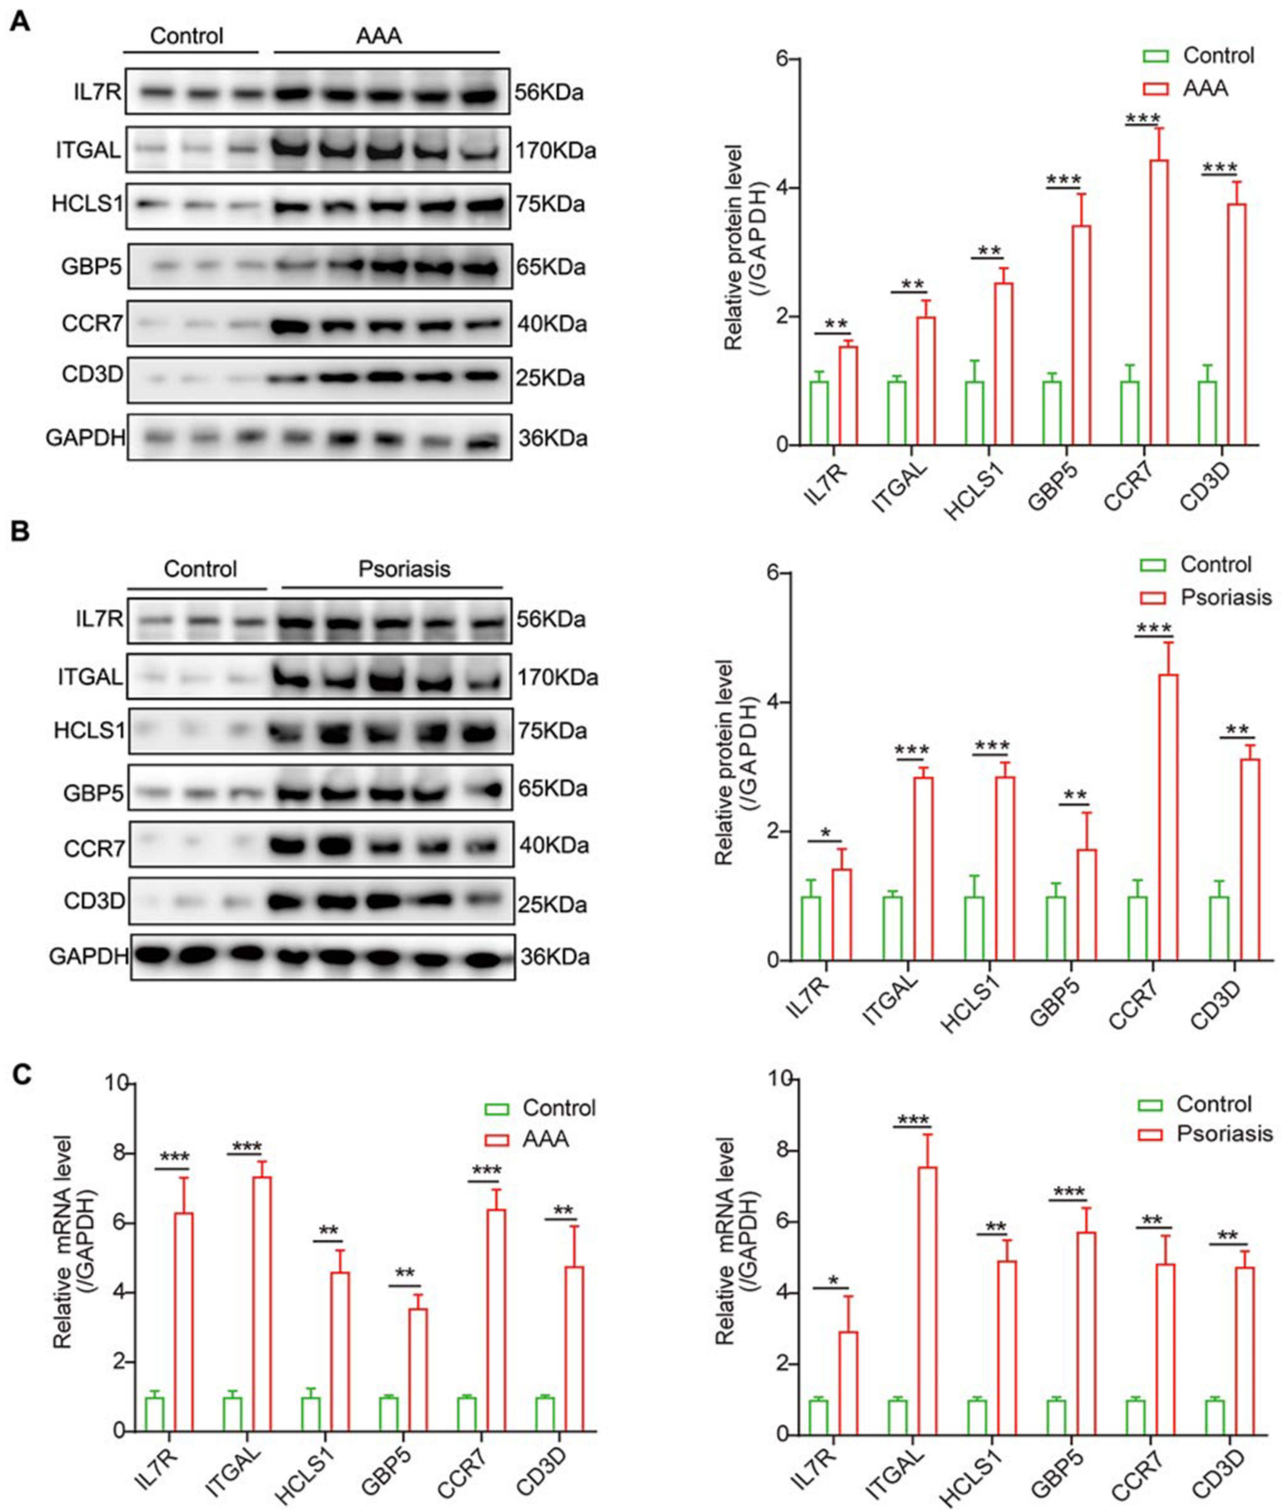 A
Control AAA
IL7R 56KDa
ITGAL 170KDa
HCLS1 75KDa
GBP5 65KDa
CCR7 40KDa
CD3D 25KDa
GAPDH 36KDa
Relative protein level
(/GAPDH)
6
4
2
0
Control
AAA
** ** ** *** *** ***
IL7R ITGAL HCLS1 GBP5 CCR7 CD3D
B
Control Psoriasis
IL7R 56KDa
ITGAL 170KDa
HCLS1 75KDa
GBP5 65KDa
CCR7 40KDa
CD3D 25KDa
GAPDH 36KDa
Relative protein level
(/GAPDH)
6
4
2
0
Control
Psoriasis
* *** *** ** *** **
IL7R ITGAL HCLS1 GBP5 CCR7 CD3D
C
Relative mRNA level
(/GAPDH)
10
8
6
4
2
0
Control
AAA
*** *** ** ** *** **
IL7R ITGAL HCLS1 GBP5 CCR7 CD3D
Relative mRNA level
(/GAPDH)
10
8
6
4
2
0
Control
Psoriasis
* *** ** *** ** **
IL7R ITGAL HCLS1 GBP5 CCR7 CD3D